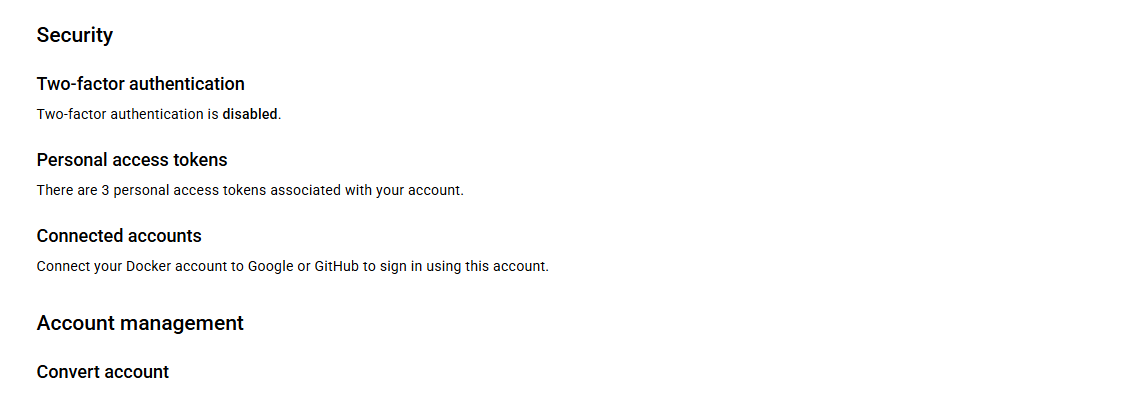 Security
Two-factor authentication
Two-factor authentication is disabled.
Personal access tokens
There are 3 personal access tokens associated with your account.
Connected accounts
Connect your Docker account to Google or GitHub to sign in using this account.
Account management
Convert account